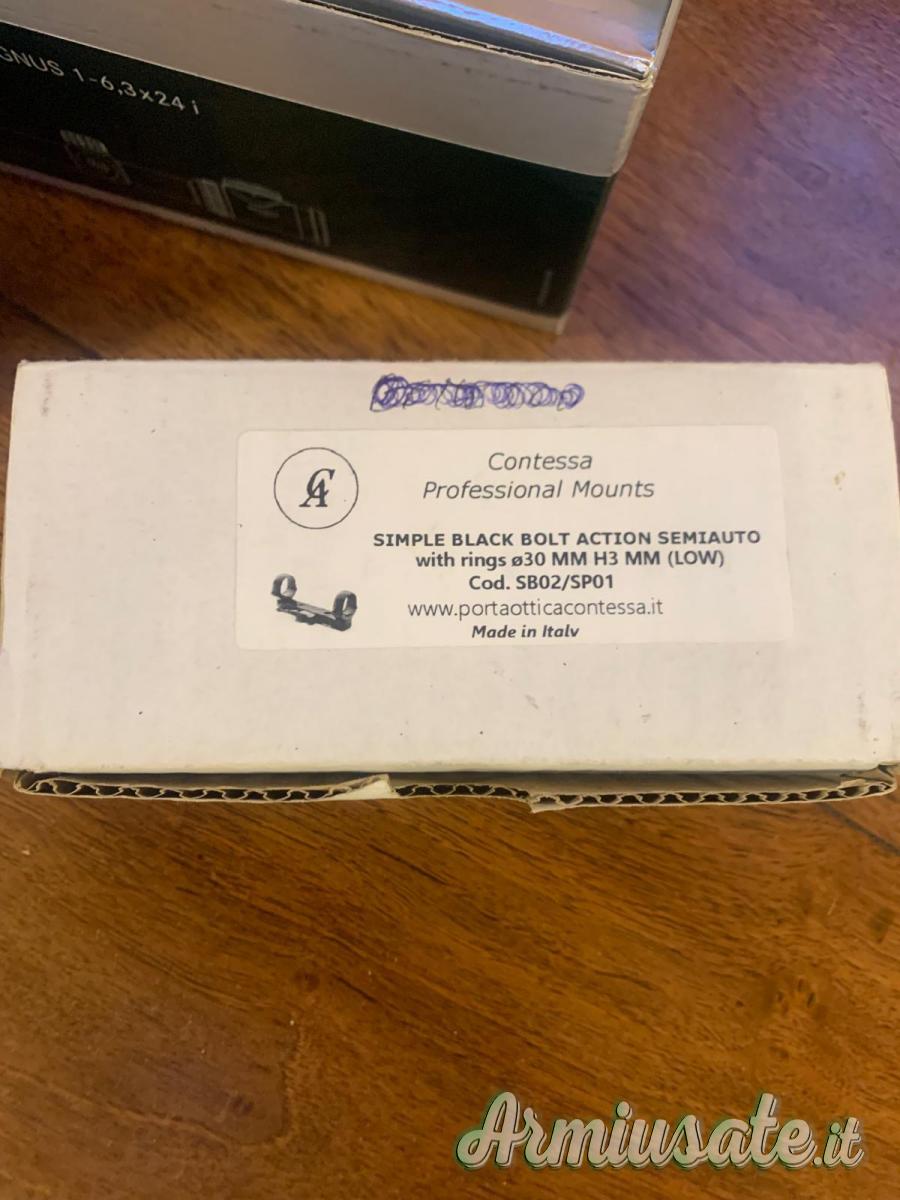 GNUS 1-6,3x24 i
CA
Contessa
Professional Mounts
SIMPLE BLACK BOLT ACTION SEMIAUTO
with rings ø30 MM H3 MM (LOW)
Cod. SB02/SP01
www.portaotticacontessa.it
Made in Italy
Armiusate.it